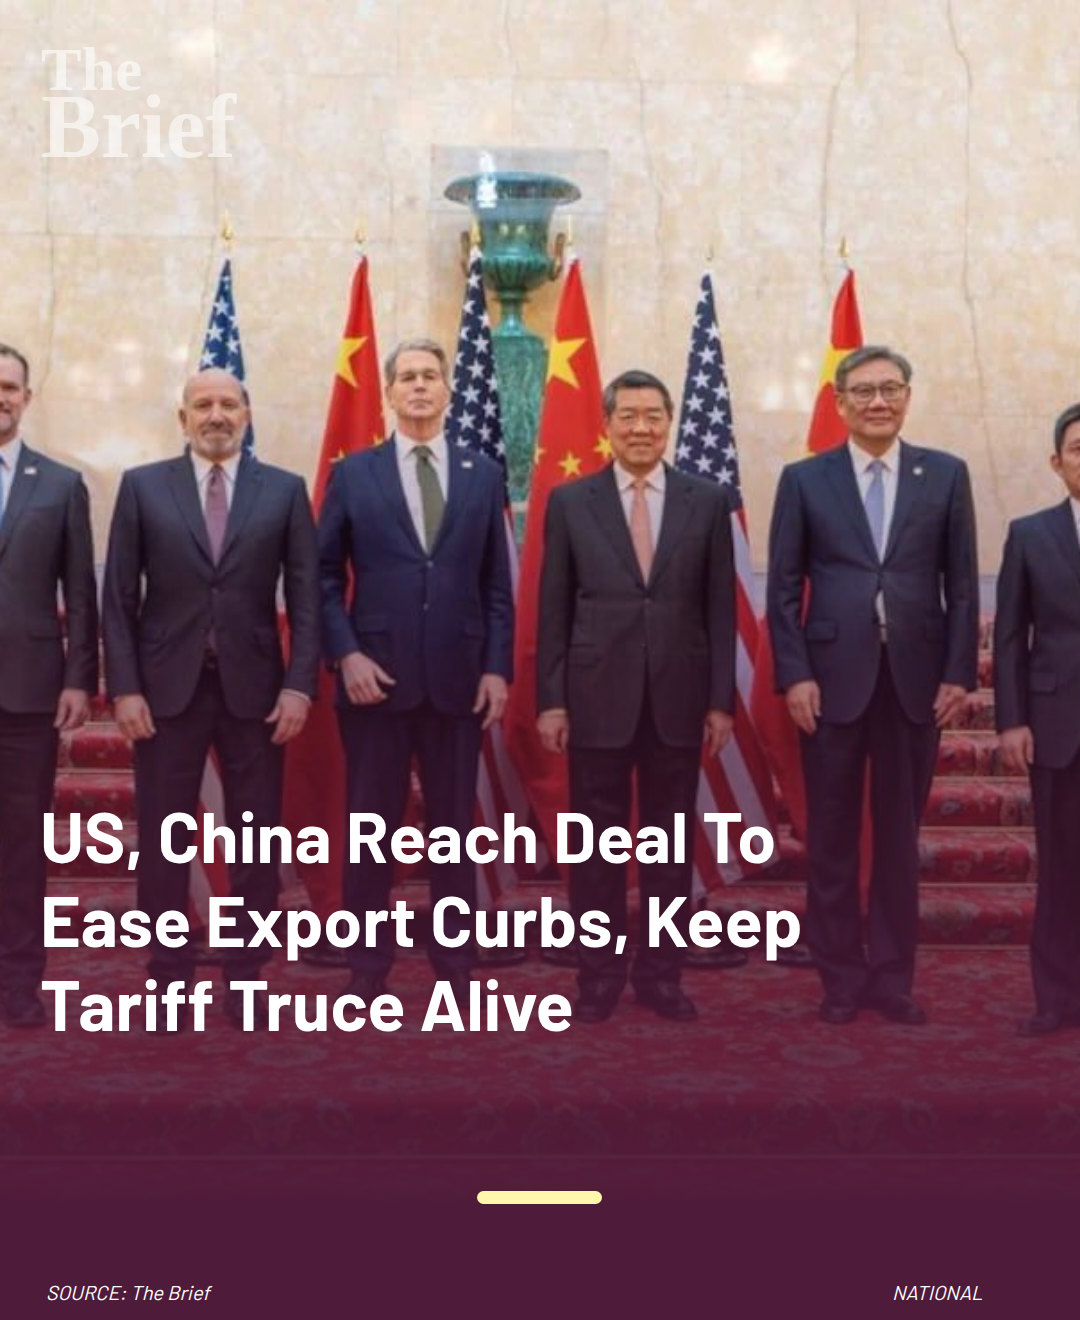 The
Brief
US, China Reach Deal To
Ease Export Curbs, Keep
Tariff Truce Alive
SOURCE: The Brief
NATIONAL